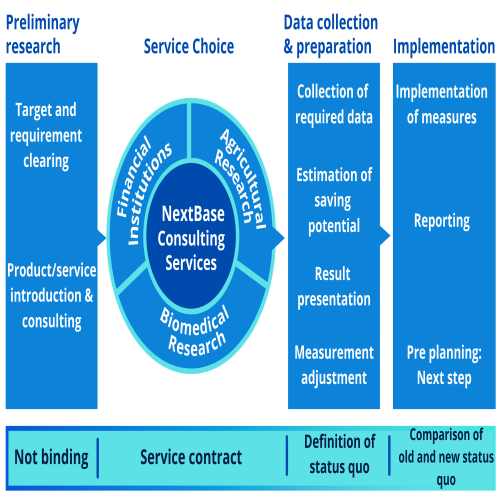 Preliminary
research
Service Choice
Data collection
& preparation
Implementation
Target and
requirement
clearing
Product/service
introduction &
consulting
Financial
Institutions
Agricultural
Research
NextBase
Consulting
Services
Biomedical
Research
Collection of
required data
Estimation of
saving
potential
Result
presentation
Measurement
adjustment
Implementation
of measures
Reporting
Pre planning:
Next step
Not binding
Service contract
Definition of
status quo
Comparison of
old and new status
quo